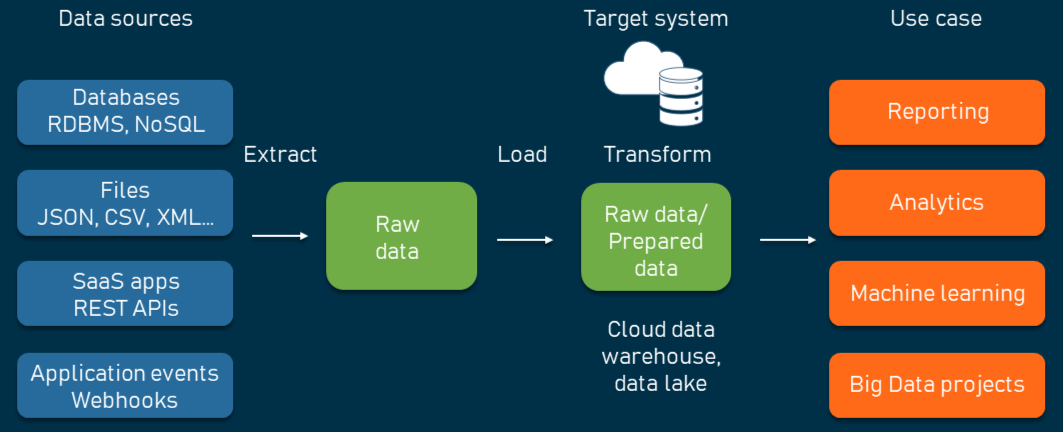 Data sources
Target system
Use case
Databases
RDBMS, NoSQL
Files
JSON, CSV, XML...
SaaS apps
REST APIs
Application events
Webhooks
Extract
Raw
data
Load
Transform
Raw data/
Prepared
data
Cloud data
warehouse,
data lake
Reporting
Analytics
Machine learning
Big Data projects